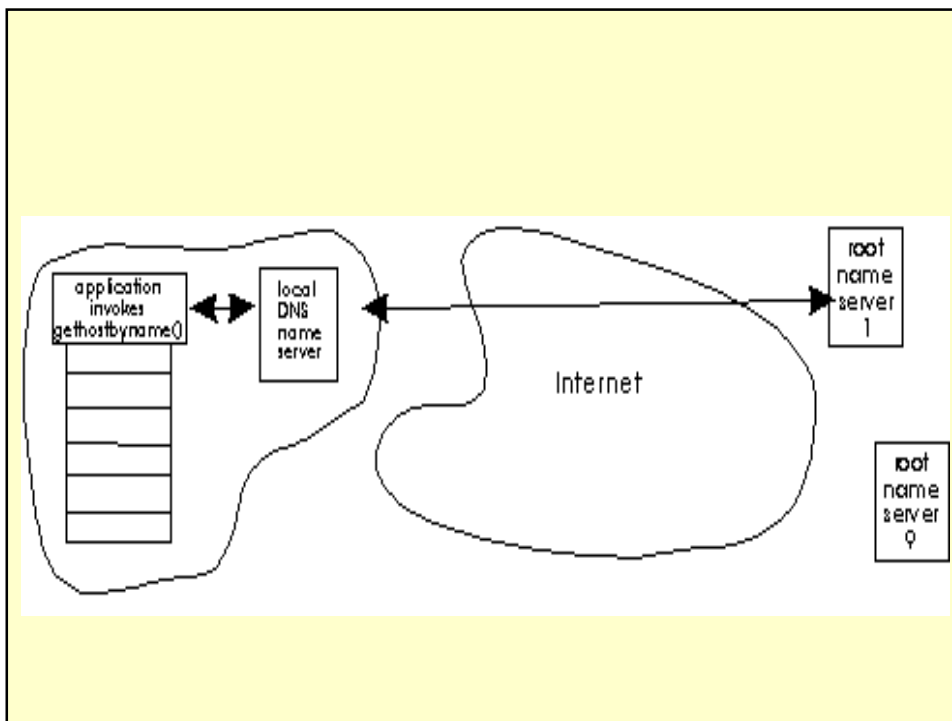 application
invokes
gethostbyname()
local
DNS
name
server
Internet
root
name
server
1
root
name
server
9